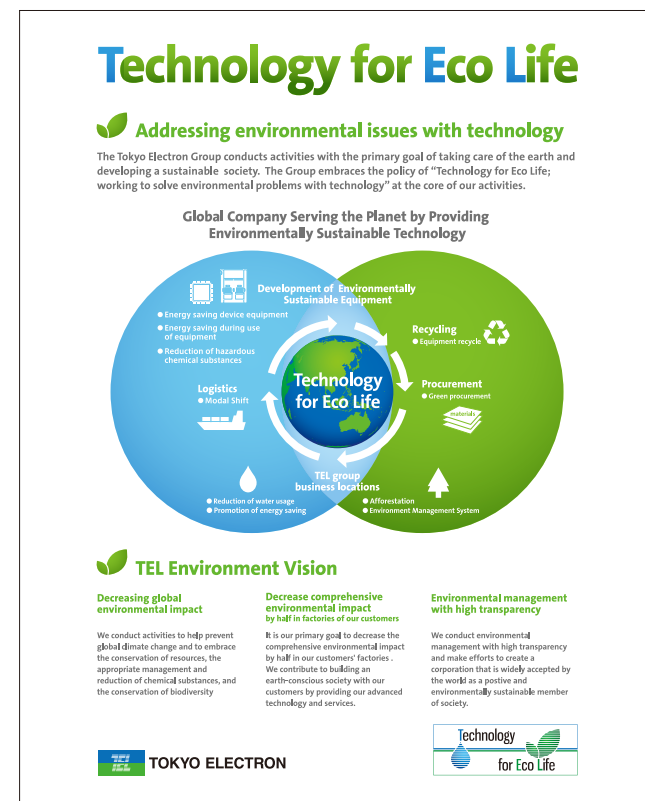 Technology for Eco Life
Addressing environmental issues with technology
The Tokyo Electron Group conducts activities with the primary goal of taking care of the earth and
developing a sustainable society. The Group embraces the policy of “Technology for Eco Life;
working to solve environmental problems with technology” at the core of our activities.
Global Company Serving the Planet by Providing
Environmentally Sustainable Technology
Development of Environmentally
Sustainable Equipment
● Energy saving device equipment
● Energy saving during use
of equipment
● Reduction of hazardous
chemical substances
Recycling
● Equipment recycle
Technology
for Eco Life
Logistics
● Modal Shift
Procurement
● Green procurement
materials
TEL group
business locations
● Reduction of water usage
● Promotion of energy saving
● Afforestation
● Environment Management System
TEL Environment Vision
Decreasing global
environmental impact
We conduct activities to help prevent
global climate change and to embrace
the conservation of resources, the
appropriate management and
reduction of chemical substances, and
the conservation of biodiversity
Decrease comprehensive
environmental impact
by half in factories of our customers
It is our primary goal to decrease the
comprehensive environmental impact
by half in our customers' factories .
We contribute to building an
earth-conscious society with our
customers by providing our advanced
technology and services.
Environmental management
with high transparency
We conduct environmental
management with high transparency
and make efforts to create a
corporation that is widely accepted by
the world as a postive and
environmentally sustainable member
of society.
TEL
TEL
TOKYO ELECTRON
Technology
for Eco Life